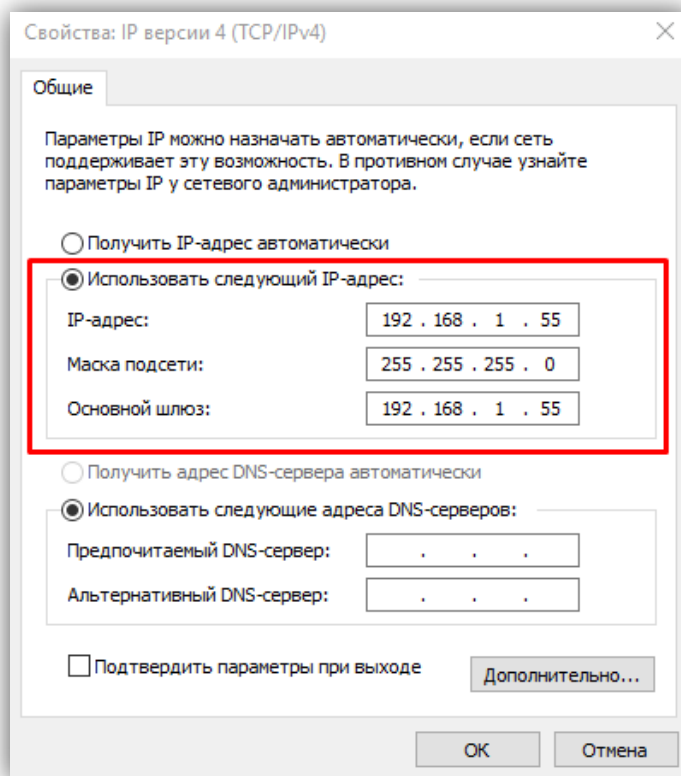 Свойства: IP версии 4 (TCP/IPv4)
Общие
Параметры IP можно назначать автоматически, если сеть
поддерживает эту возможность. В противном случае узнайте
параметры IP у сетевого администратора.
Получить IP-адрес автоматически
Использовать следующий IP-адрес:
IP-адрес: 192 . 168 . 1 . 55
Маска подсети: 255 . 255 . 255 . 0
Основной шлюз: 192 . 168 . 1 . 55
Получить адрес DNS-сервера автоматически
Использовать следующие адреса DNS-серверов:
Предпочитаемый DNS-сервер: . . .
Альтернативный DNS-сервер: . . .
Подтвердить параметры при выходе Дополнительно...
ОК Отмена